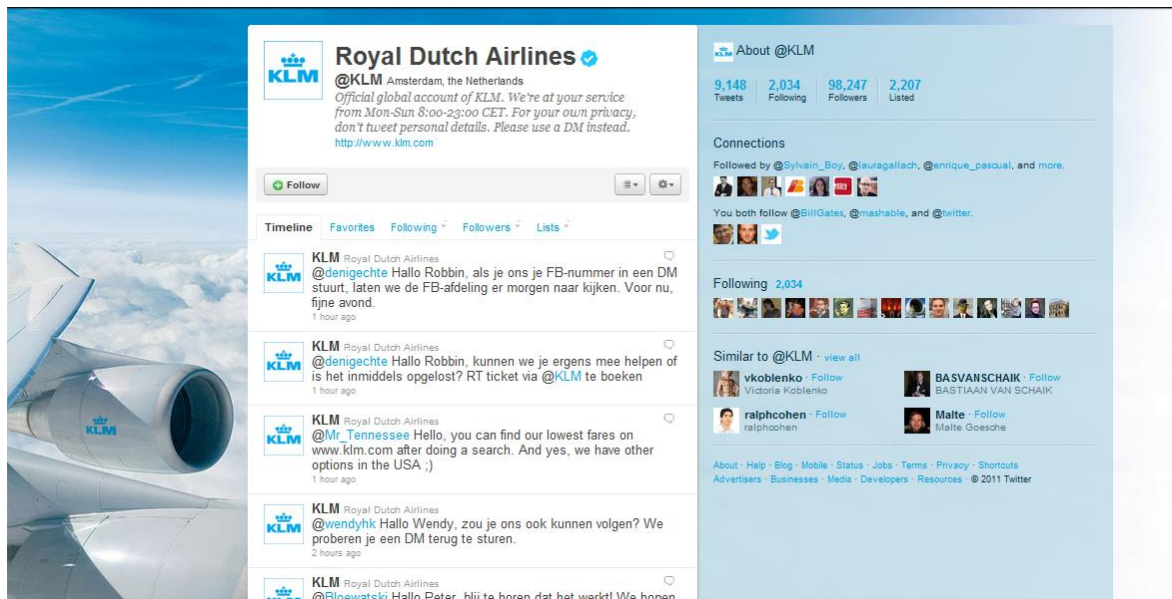 Royal Dutch Airlines
@KLM Amsterdam, the Netherlands
Official global account of KLM. We're at your service
from Mon-Sun 8:00-23:00 CET. For your own privacy,
don't tweet personal details. Please use a DM instead.
http://www.klm.com
Follow
Timeline Favorites Following Followers Lists
KLM Royal Dutch Airlines
@denigechte Hallo Robbin, als je ons je FB-nummer in een DM
stuurt, laten we de FB-afdeling er morgen naar kijken. Voor nu,
fijne avond.
1 hour ago
KLM Royal Dutch Airlines
@denigechte Hallo Robbin, kunnen we je ergens mee helpen of
is het inmiddels opgelost? RT ticket via @KLM te boeken
1 hour ago
KLM Royal Dutch Airlines
@Mr_Tennessee Hello, you can find our lowest fares on
www.klm.com after doing a search. And yes, we have other
options in the USA ;)
1 hour ago
KLM Royal Dutch Airlines
@wendyhk Hallo Wendy, zou je ons ook kunnen volgen? We
proberen je een DM terug te sturen.
2 hours ago
KLM Royal Dutch Airlines
@Bloewatski Hallo Peter, blij te horen dat het werkt! We hopen
About @KLM
9,148 2,034 98,247 2,207
Tweets Following Followers Listed
Connections
Followed by @Sylvain_Boy, @lauragallach, @enrique_pascual, and more.
You both follow @BillGates, @mashable, and @twitter.
Following 2,034
Similar to @KLM · view all
vkoblenko · Follow
Victoria Koblenko
BASVANSCHAIK · Follow
BASTIAAN VAN SCHAIK
ralphcohen · Follow
ralphcohen
Malte · Follow
Malte Goesche
About · Help · Blog · Mobile · Status · Jobs · Terms · Privacy · Shortcuts
Advertisers · Businesses · Media · Developers · Resources · © 2011 Twitter
KLM
KLM
KLM
KLM
KLM
KLM